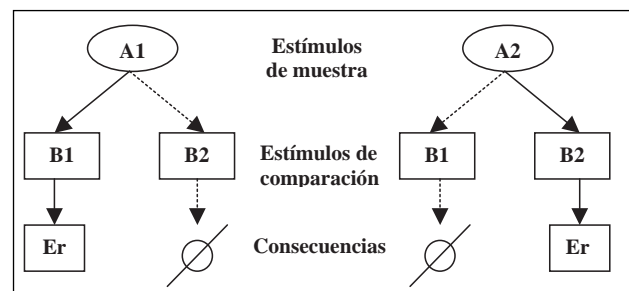 A1 Estímulos A2
de muestra
B1 B2 Estímulos de B1 B2
comparación
Er Consecuencias Er